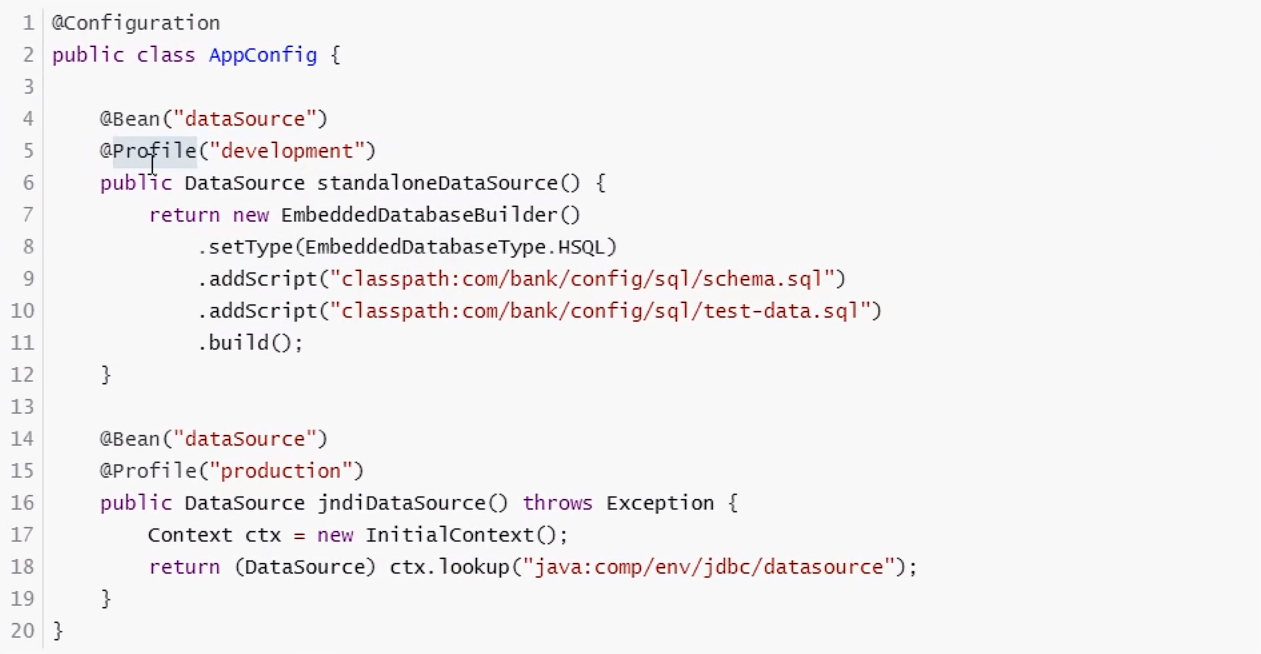 1 @Configuration
2 public class AppConfig {
3
4     @Bean("dataSource")
5     @Profile("development")
6     public DataSource standaloneDataSource() {
7         return new EmbeddedDatabaseBuilder()
8             .setType(EmbeddedDatabaseType.HSQL)
9             .addScript("classpath:com/bank/config/sql/schema.sql")
10             .addScript("classpath:com/bank/config/sql/test-data.sql")
11             .build();
12     }
13
14     @Bean("dataSource")
15     @Profile("production")
16     public DataSource jndiDataSource() throws Exception {
17         Context ctx = new InitialContext();
18         return (DataSource) ctx.lookup("java:comp/env/jdbc/datasource");
19     }
20 }